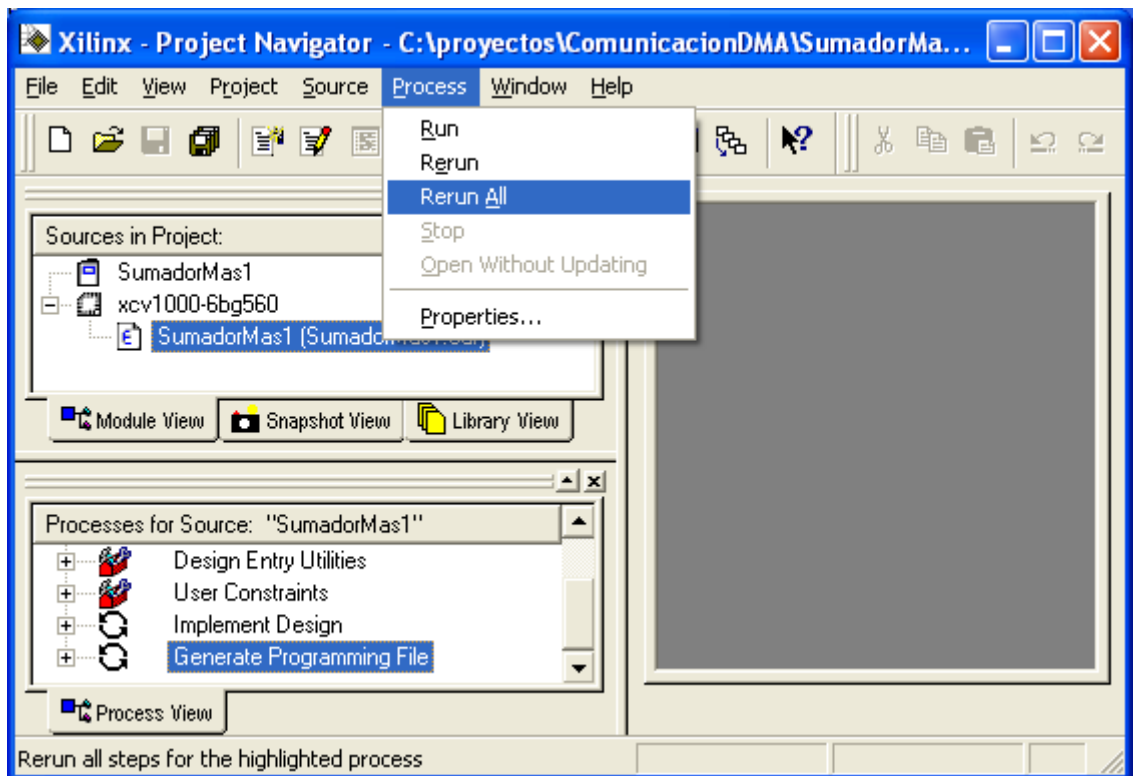 Xilinx - Project Navigator - C:\proyectos\ComunicacionDMA\SumadorMa...
File Edit View Project Source Process Window Help
Run
Rerun
Rerun All
Stop
Open Without Updating
Properties...
Sources in Project:
SumadorMas1
xcv1000-6bg560
SumadorMas1
Module View Snapshot View Library View
Processes for Source: "SumadorMas1"
Design Entry Utilities
User Constraints
Implement Design
Generate Programming File
Process View
Rerun all steps for the highlighted process